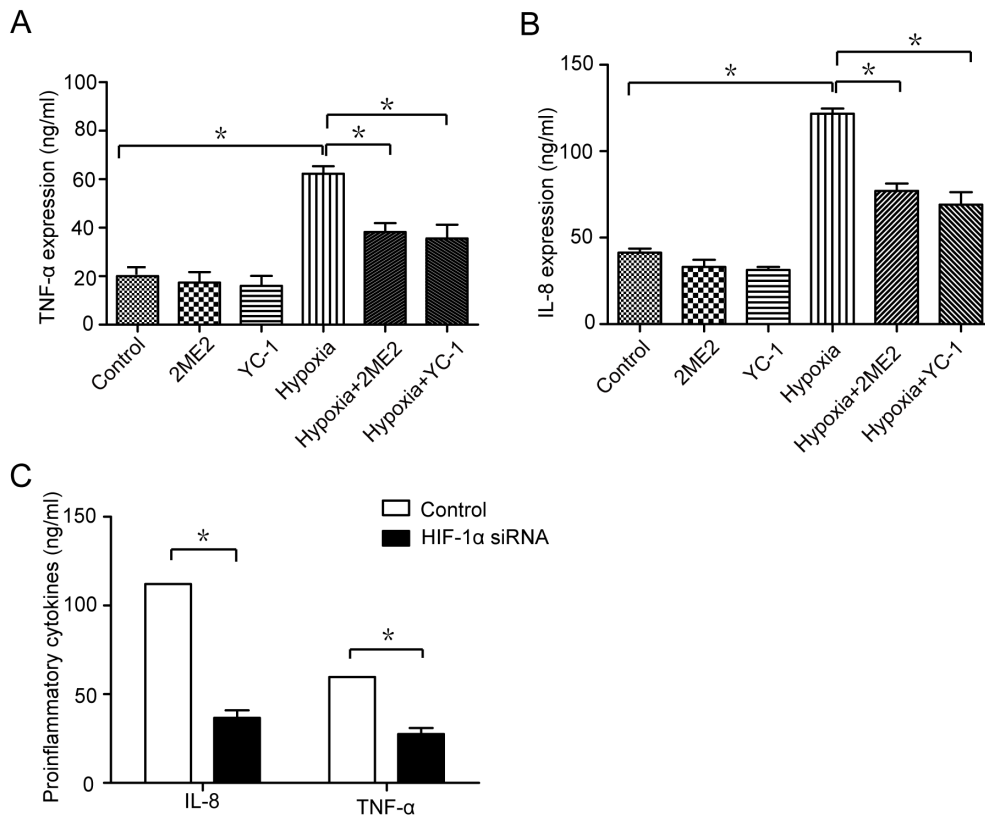 A
TNF-α expression (ng/ml)
100
80
60
40
20
0
*
*
*
Control
2ME2
YC-1
Hypoxia
Hypoxia+2ME2
Hypoxia+YC-1
B
IL-8 expression (ng/ml)
150
100
50
0
*
*
*
Control
2ME2
YC-1
Hypoxia
Hypoxia+2ME2
Hypoxia+YC-1
C
Proinflammatory cytokines (ng/ml)
150
100
50
0
*
*
Control
HIF-1α siRNA
IL-8
TNF-α